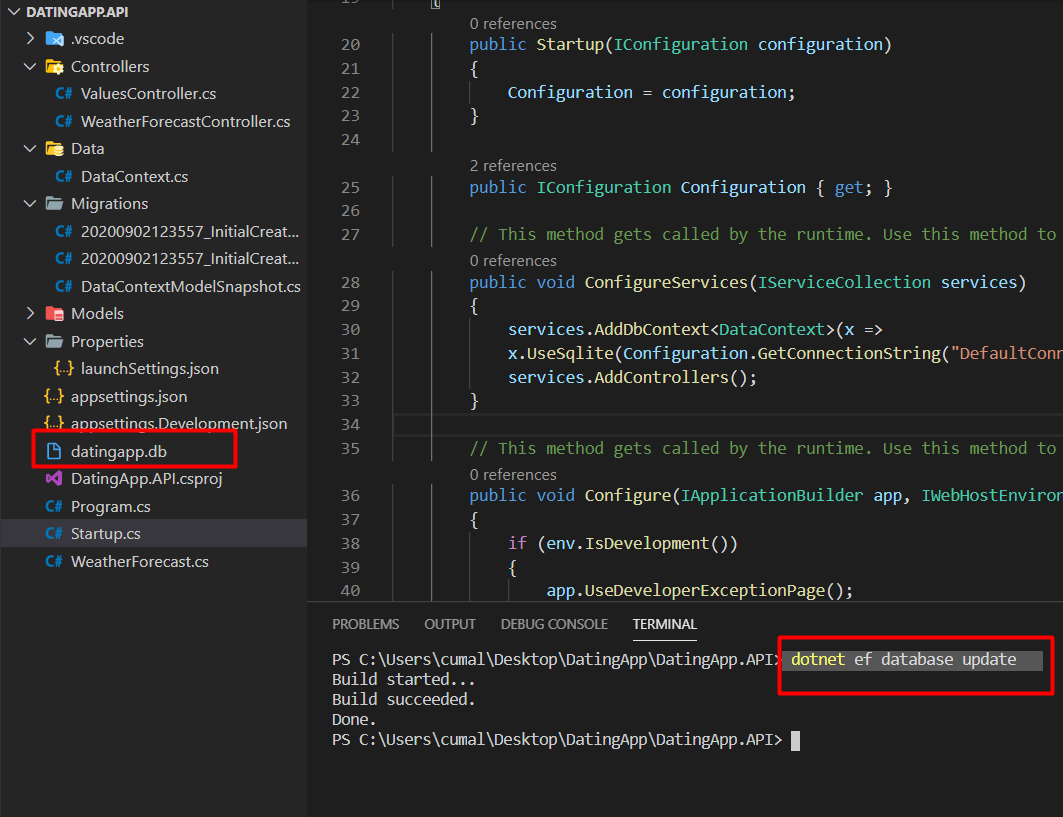 DATINGAPP.API
.vscode
Controllers
C# ValuesController.cs
C# WeatherForecastController.cs
Data
C# DataContext.cs
Migrations
C# 20200902123557_InitialCreat...
C# 20200902123557_InitialCreat...
C# DataContextModelSnapshot.cs
Models
Properties
{..} launchSettings.json
{..} appsettings.json
{..} appsettings.Development.json
datingapp.db
DatingApp.API.csproj
C# Program.cs
C# Startup.cs
C# WeatherForecast.cs
19 {
0 references
20 public Startup(IConfiguration configuration)
21 {
22 Configuration = configuration;
23 }
24
2 references
25 public IConfiguration Configuration { get; }
26
27 // This method gets called by the runtime. Use this method to
0 references
28 public void ConfigureServices(IServiceCollection services)
29 {
30 services.AddDbContext<DataContext>(x =>
31 x.UseSqlite(Configuration.GetConnectionString("DefaultConn
32 services.AddControllers();
33 }
34
35 // This method gets called by the runtime. Use this method to
0 references
36 public void Configure(IApplicationBuilder app, IWebHostEnviron
37 {
38 if (env.IsDevelopment())
39 {
40 app.UseDeveloperExceptionPage();
PROBLEMS OUTPUT DEBUG CONSOLE TERMINAL
PS C:\Users\cumal\Desktop\DatingApp\DatingApp.API> dotnet ef database update
Build started...
Build succeeded.
Done.
PS C:\Users\cumal\Desktop\DatingApp\DatingApp.API>